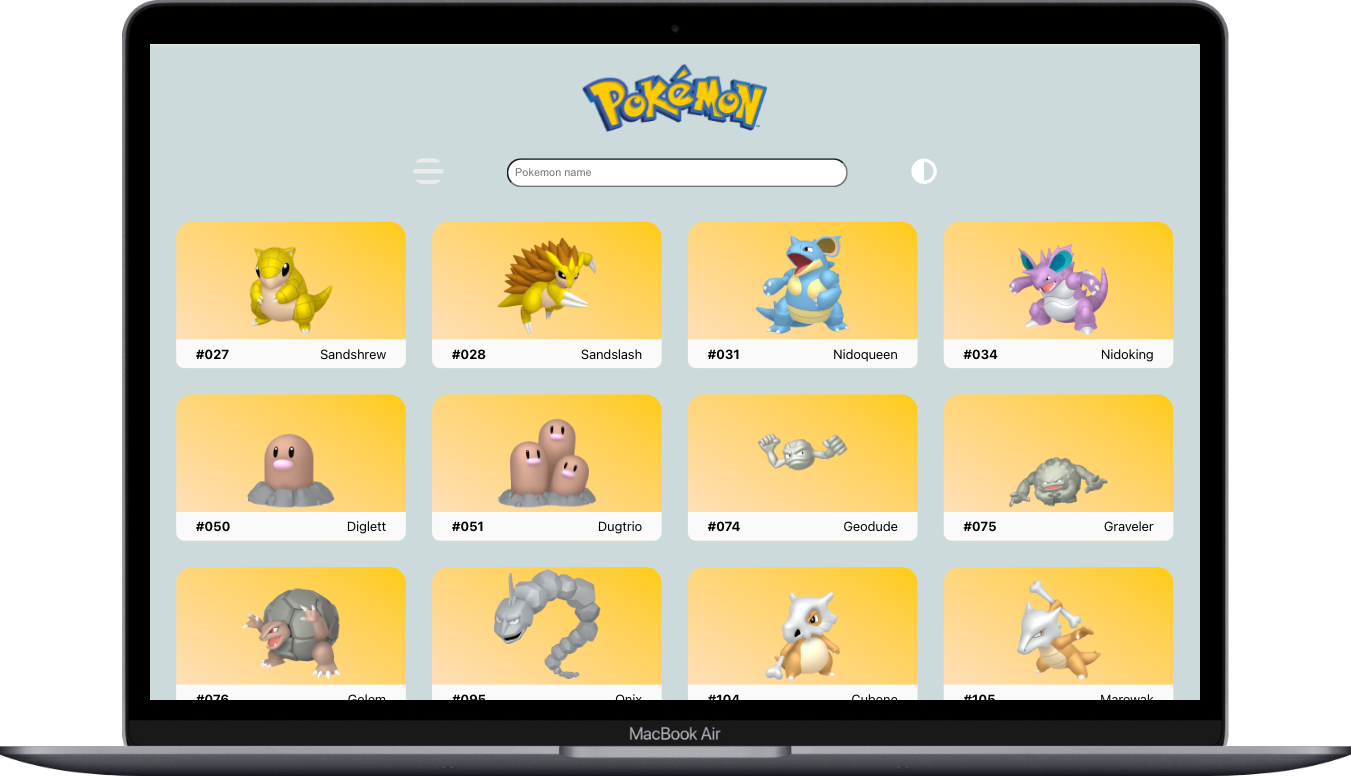 POKéMON
TM
Pokemon name
#027 Sandshrew
#028 Sandslash
#031 Nidoqueen
#034 Nidoking
#050 Diglett
#051 Dugtrio
#074 Geodude
#075 Graveler
#076 Golem
#095 Onix
#104 Cubone
#105 Marowak
MacBook Air